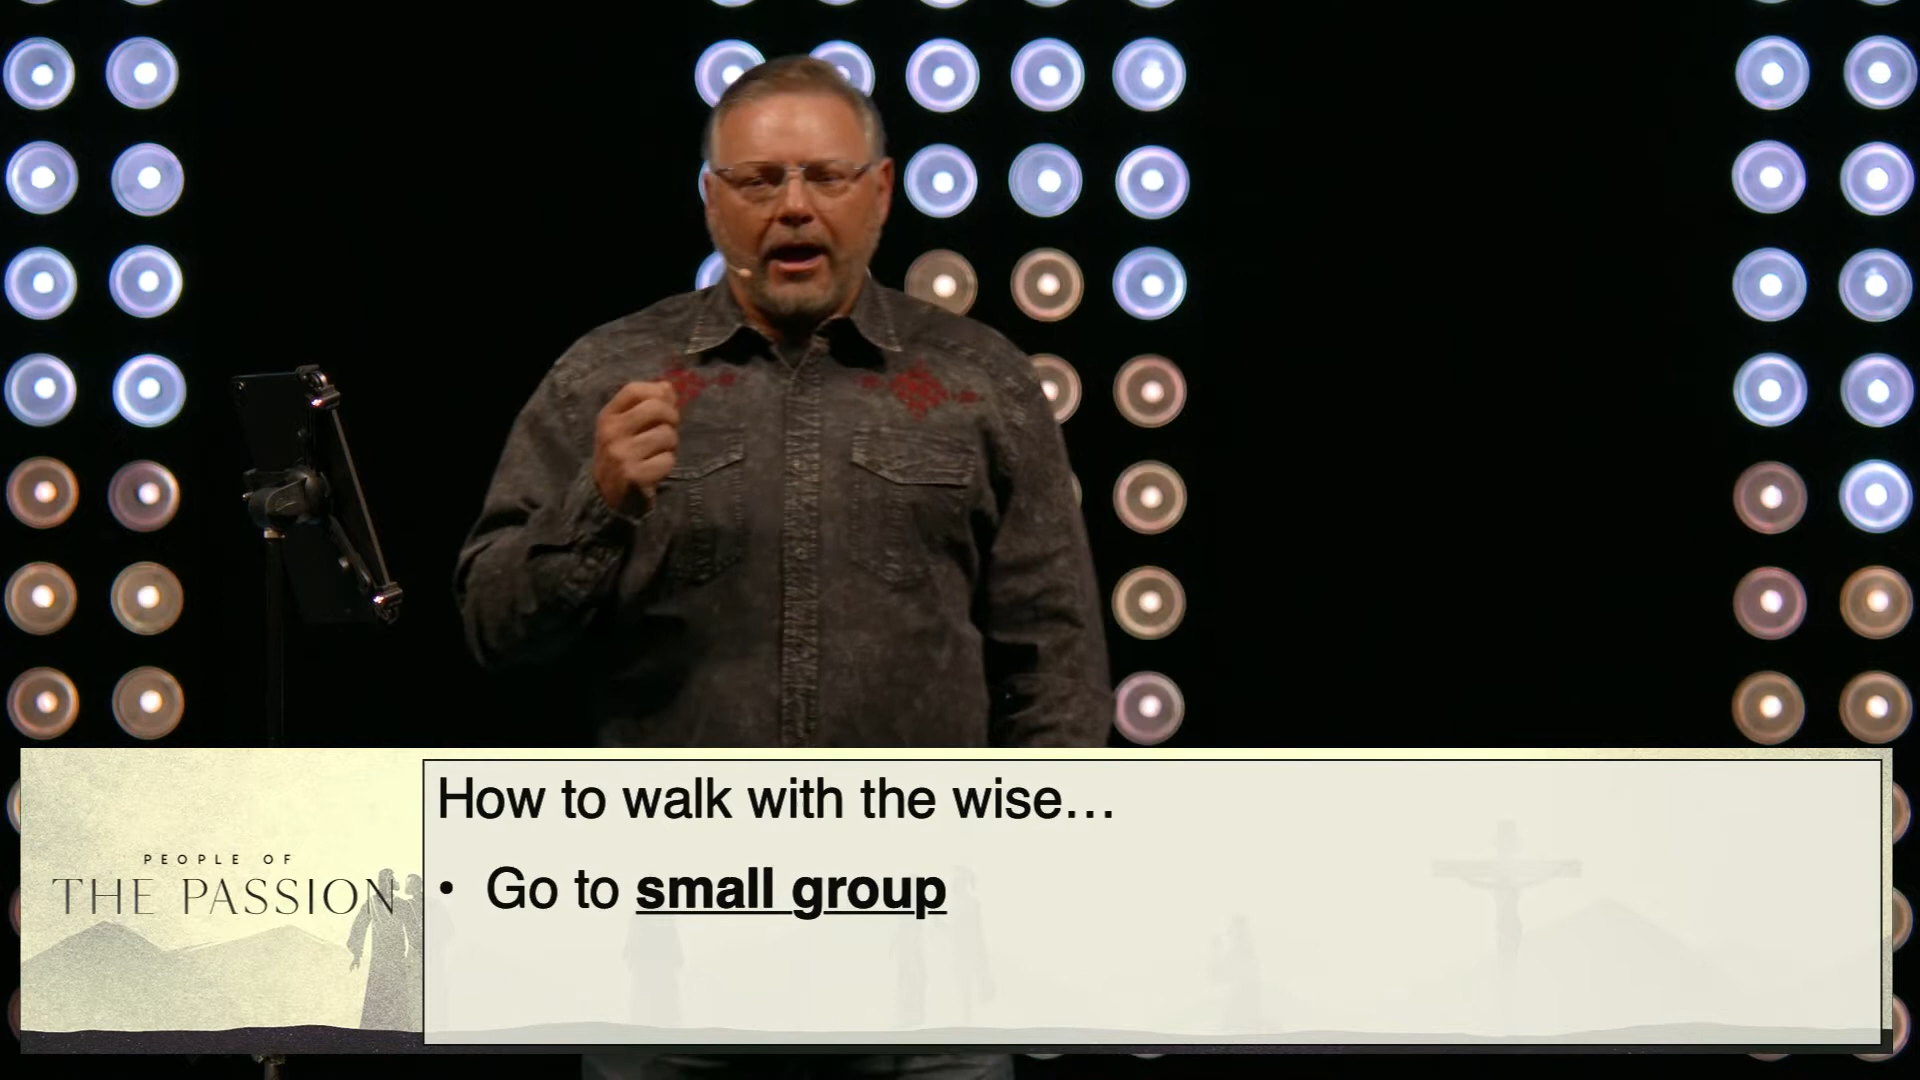 PEOPLE OF
THE PASSION
How to walk with the wise…
• Go to small group